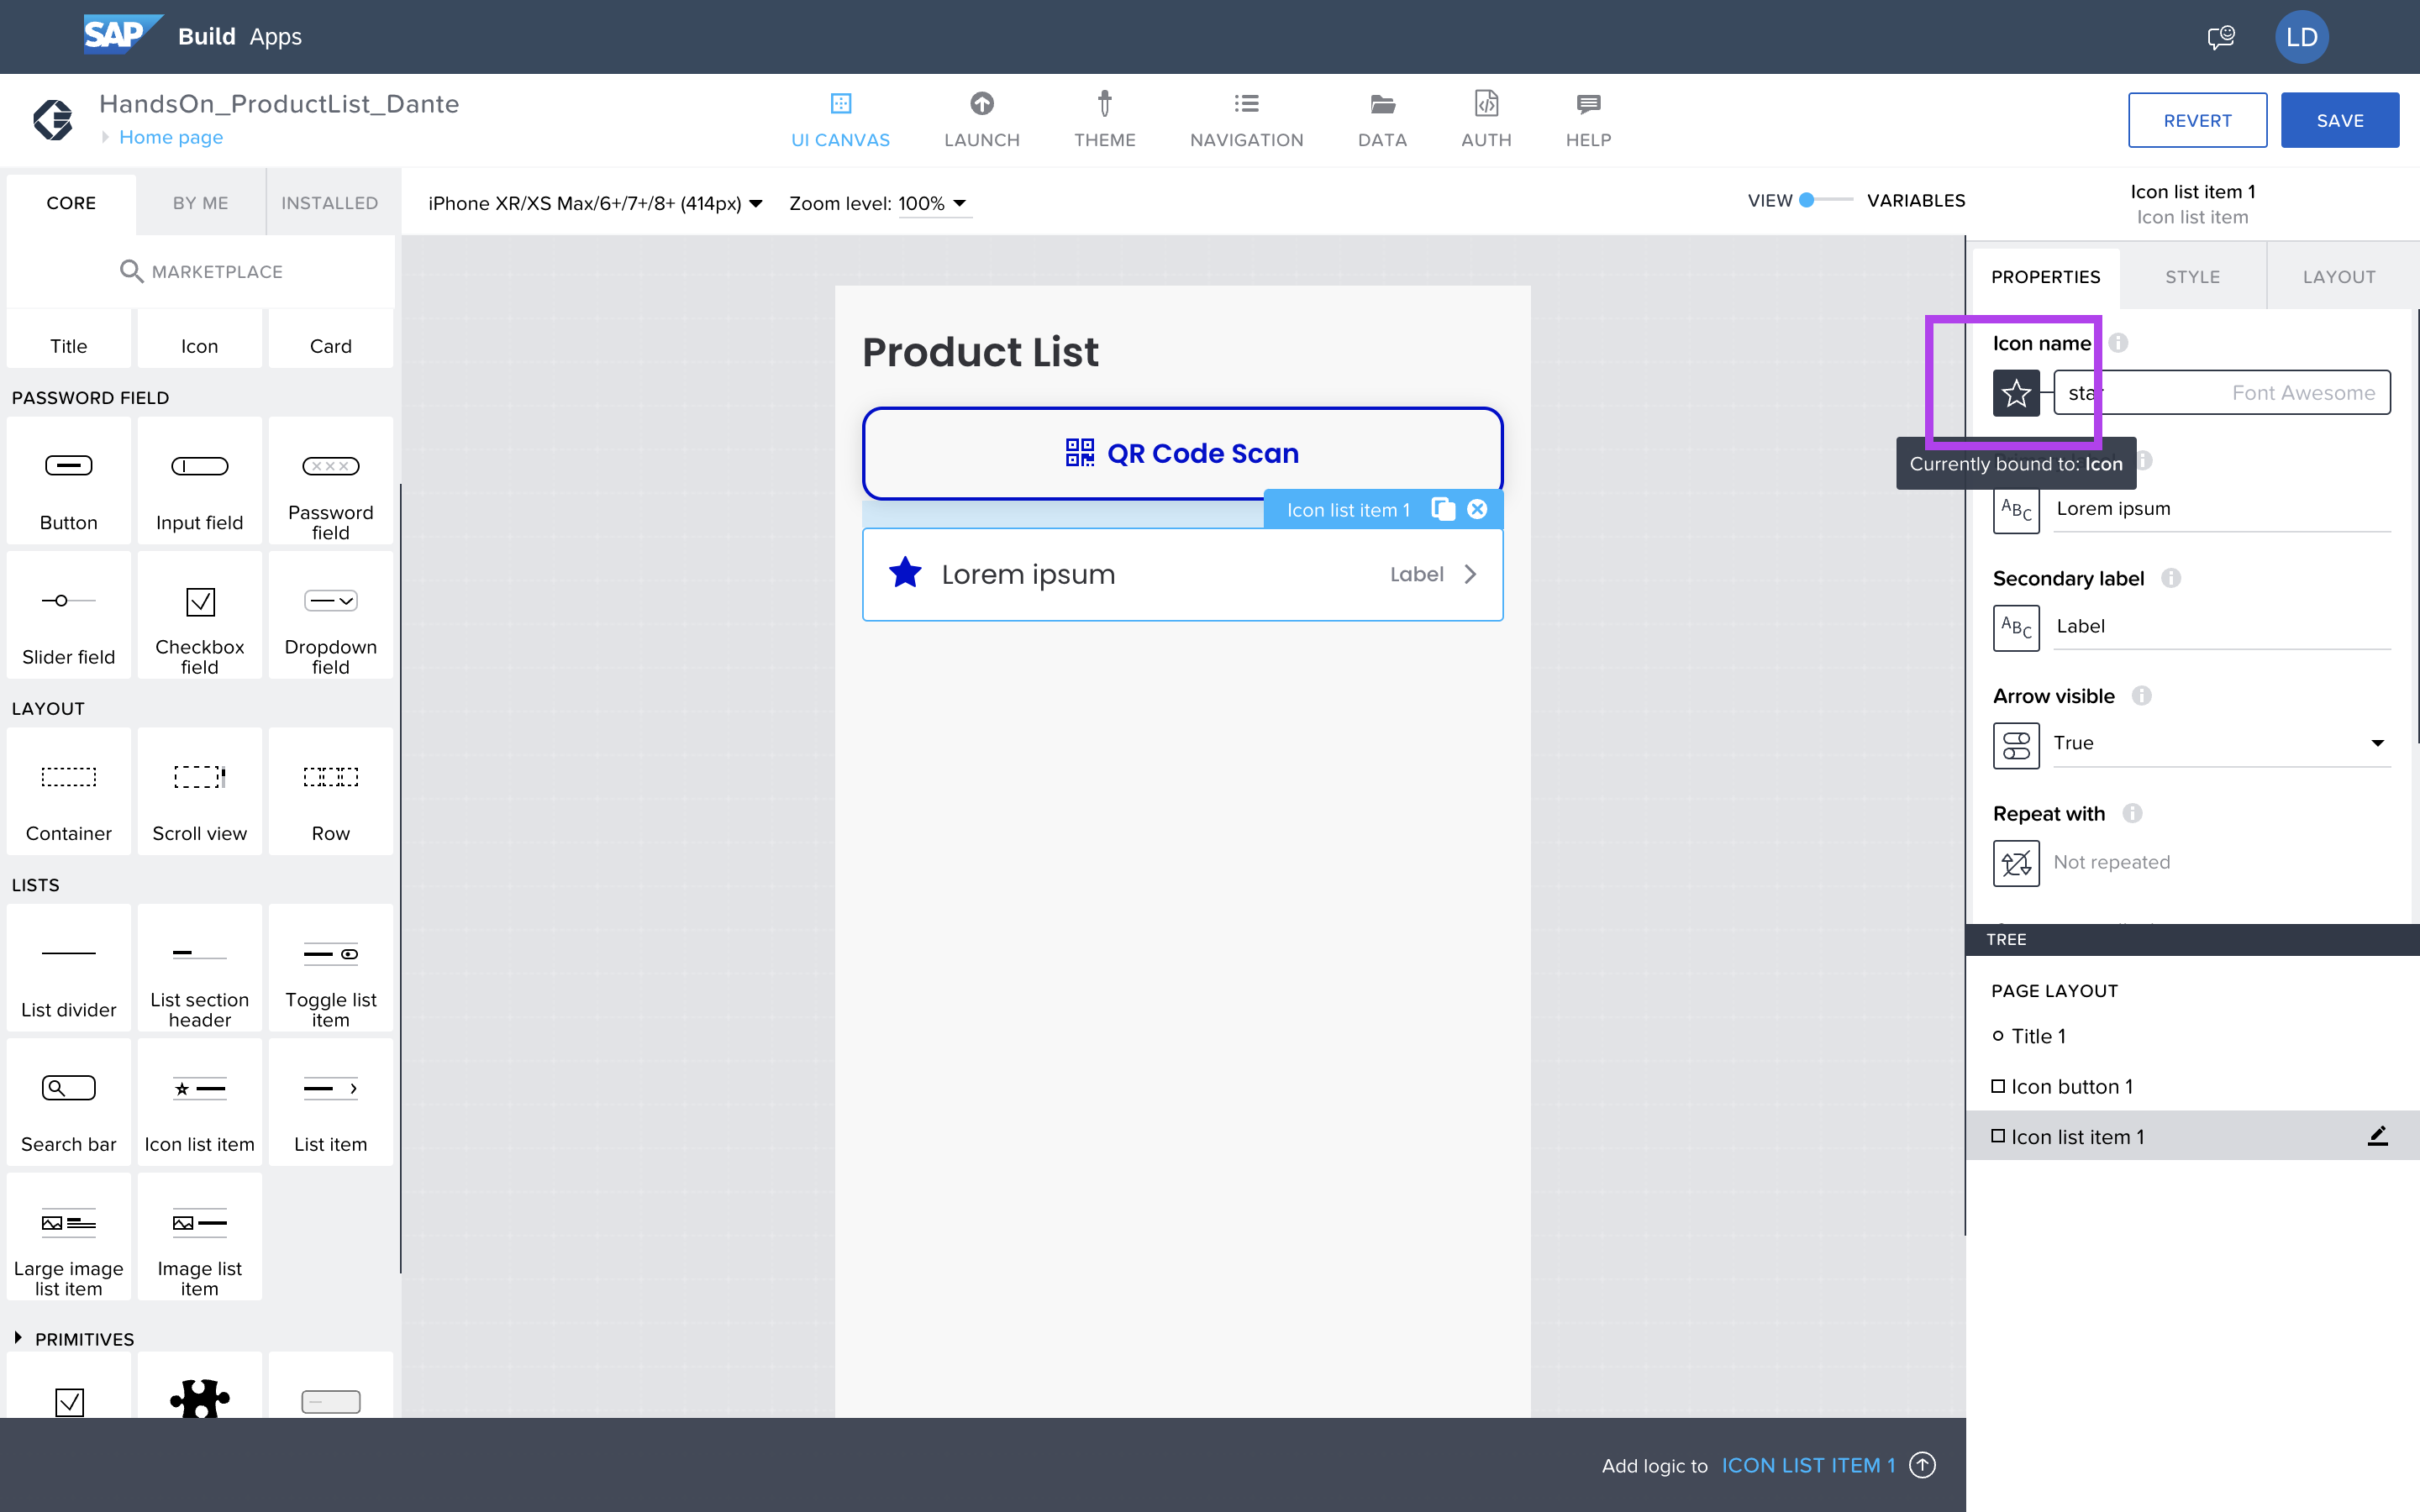 SAP Build Apps
LD
HandsOn_ProductList_Dante
Home page
UI CANVAS
LAUNCH
THEME
NAVIGATION
DATA
AUTH
HELP
REVERT
SAVE
CORE
BY ME
INSTALLED
MARKETPLACE
Title
Icon
Card
PASSWORD FIELD
Button
Input field
Password
field
Slider field
Checkbox
field
Dropdown
field
LAYOUT
Container
Scroll view
Row
LISTS
List divider
List section
header
Toggle list
item
Search bar
Icon list item
List item
Large image
list item
Image list
item
PRIMITIVES
iPhone XR/XS Max/6+/7+/8+ (414px)
Zoom level: 100%
VIEW
VARIABLES
Product List
QR Code Scan
Icon list item 1
Lorem ipsum
Label
Add logic to ICON LIST ITEM 1
Icon list item 1
Icon list item
PROPERTIES
STYLE
LAYOUT
Icon name
star
Font Awesome
Currently bound to: Icon
ABC
Lorem ipsum
Secondary label
ABC
Label
Arrow visible
True
Repeat with
Not repeated
TREE
PAGE LAYOUT
Title 1
Icon button 1
Icon list item 1